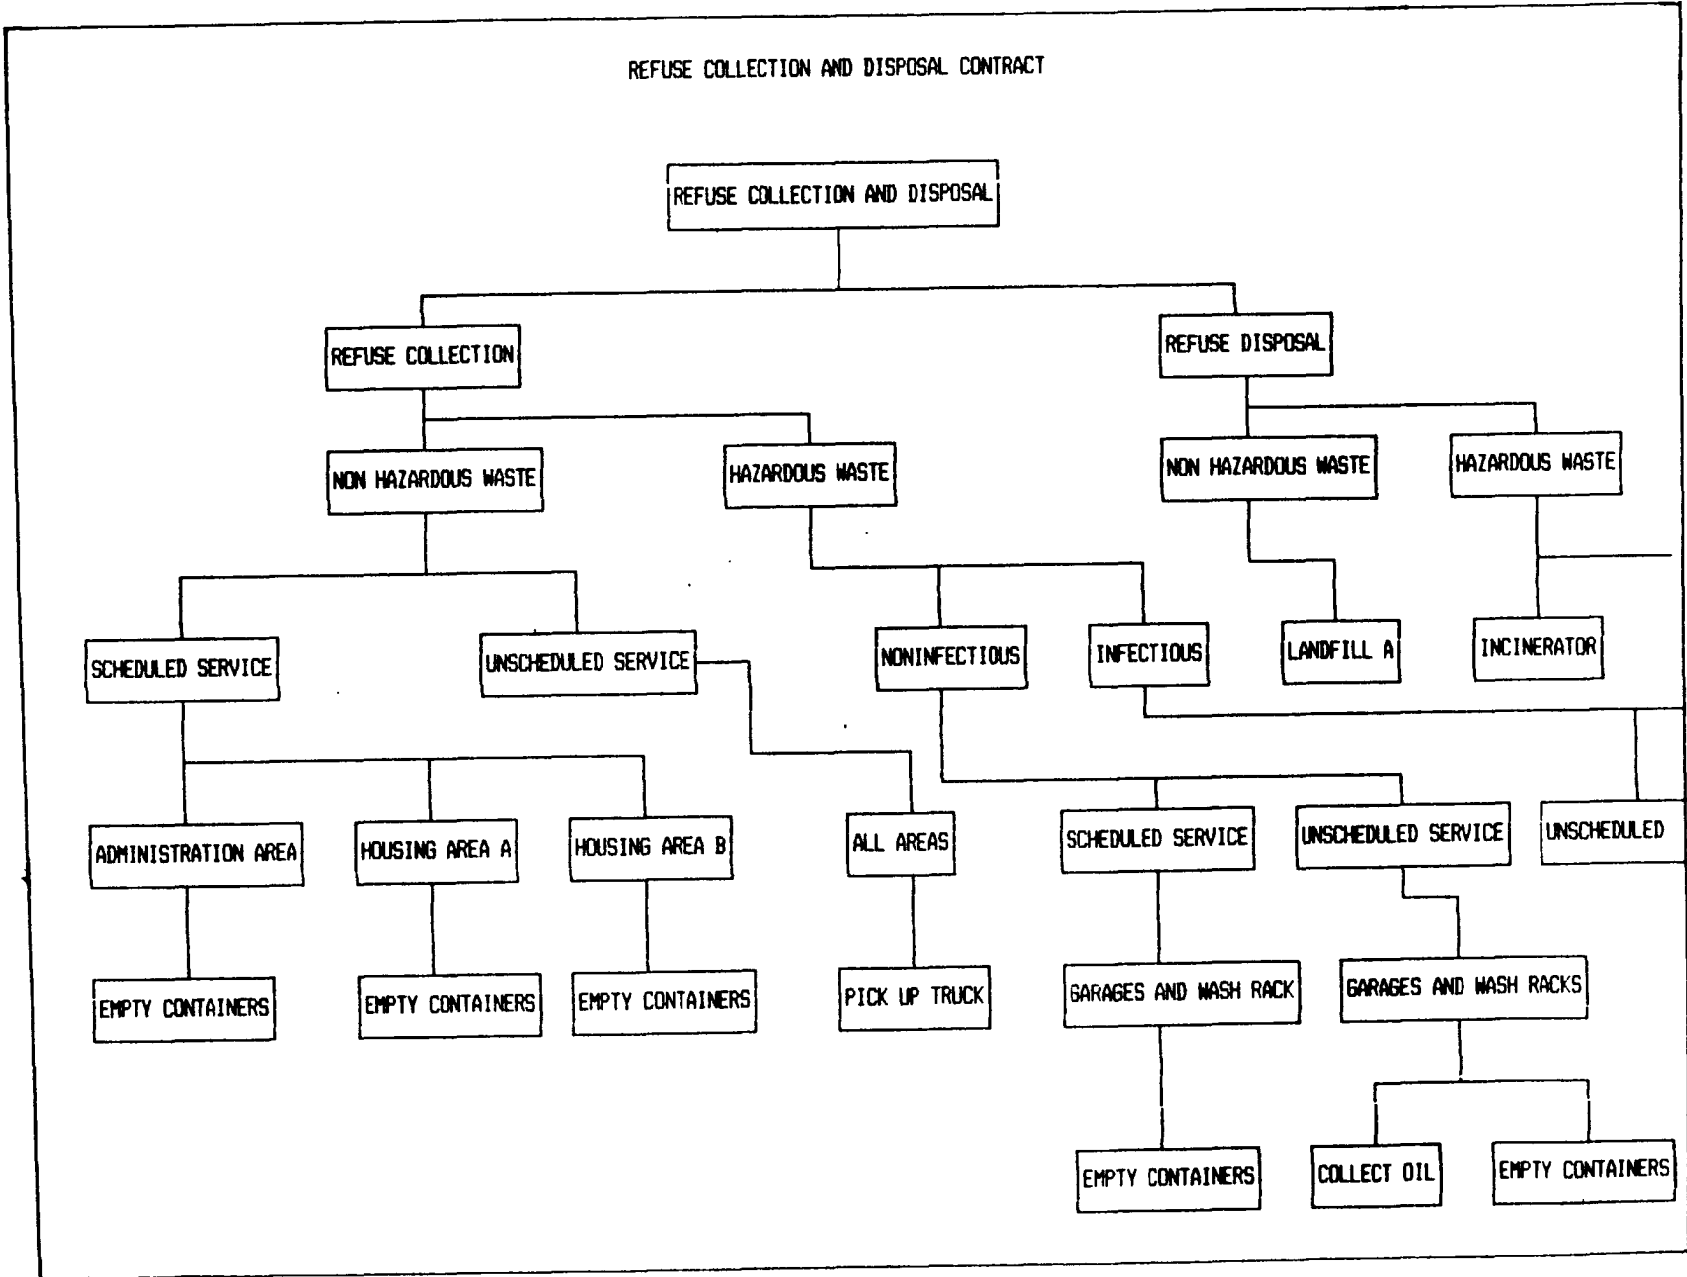 REFUSE COLLECTION AND DISPOSAL CONTRACT
REFUSE COLLECTION AND DISPOSAL
REFUSE COLLECTION
REFUSE DISPOSAL
NON HAZARDOUS WASTE
HAZARDOUS WASTE
NON HAZARDOUS WASTE
HAZARDOUS WASTE
SCHEDULED SERVICE
UNSCHEDULED SERVICE
NONINFECTIOUS
INFECTIOUS
LANDFILL A
INCINERATOR
ADMINISTRATION AREA
HOUSING AREA A
HOUSING AREA B
ALL AREAS
SCHEDULED SERVICE
UNSCHEDULED SERVICE
UNSCHEDULED
EMPTY CONTAINERS
EMPTY CONTAINERS
EMPTY CONTAINERS
PICK UP TRUCK
GARAGES AND WASH RACK
GARAGES AND WASH RACKS
EMPTY CONTAINERS
COLLECT OIL
EMPTY CONTAINERS